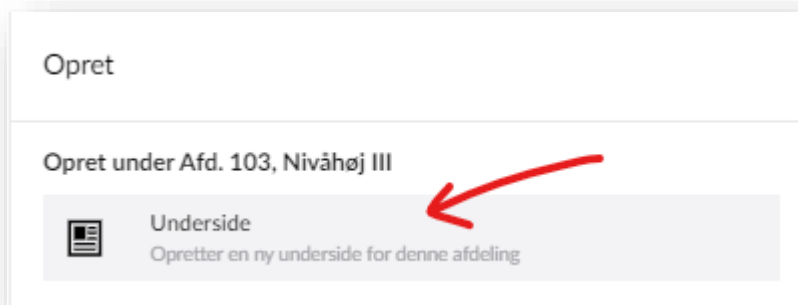 Opret
Opret under Afd. 103, Nivåhøj III
Underside
Opretter en ny underside for denne afdeling